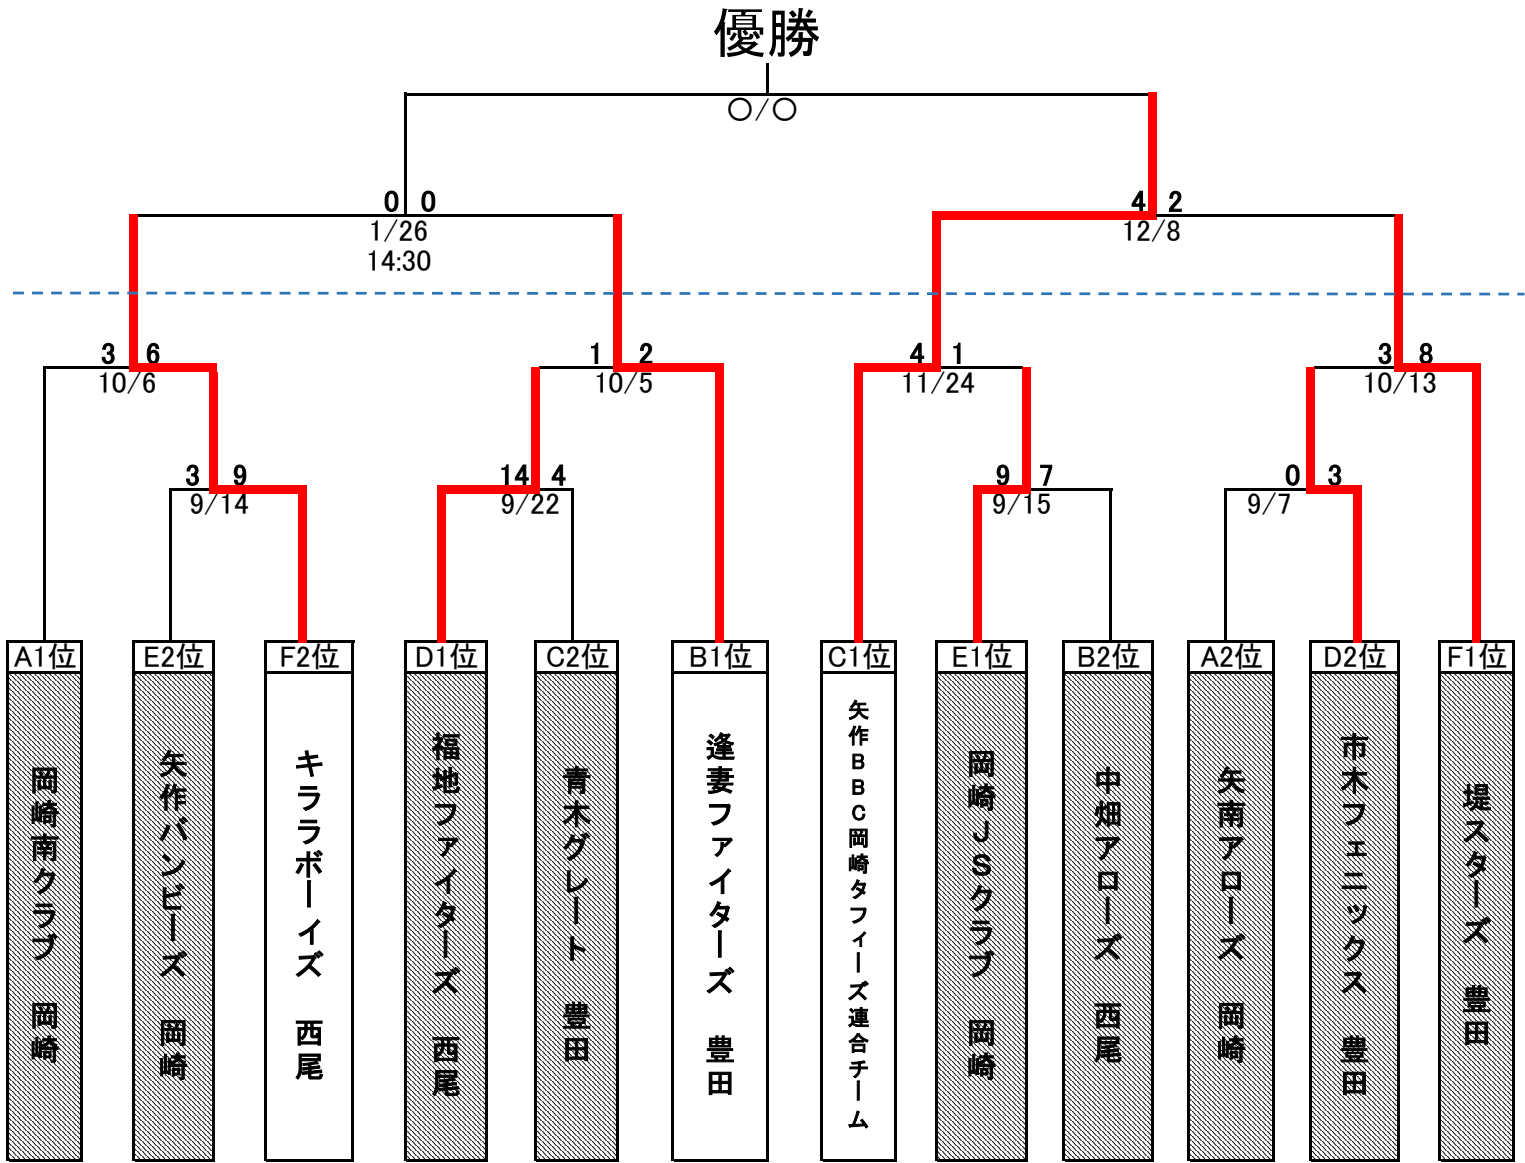 優勝
〇/〇
0 0
1/26
14:30
4 2
12/8
3 6
10/6
1 2
10/5
4 1
11/24
3 8
10/13
3 9
9/14
14 4
9/22
9 7
9/15
0 3
9/7
A1位
E2位
F2位
D1位
C2位
B1位
C1位
E1位
B2位
A2位
D2位
F1位
岡崎南クラブ 岡崎
矢作バンビーズ 岡崎
キララボーイズ 西尾
福地ファイターズ 西尾
青木グレート 豊田
逢妻ファイターズ 豊田
矢作BBC岡崎タフィーズ連合チーム
岡崎JSクラブ 岡崎
中畑アローズ 西尾
矢南アローズ 岡崎
市木フェニックス 豊田
堤スターズ 豊田